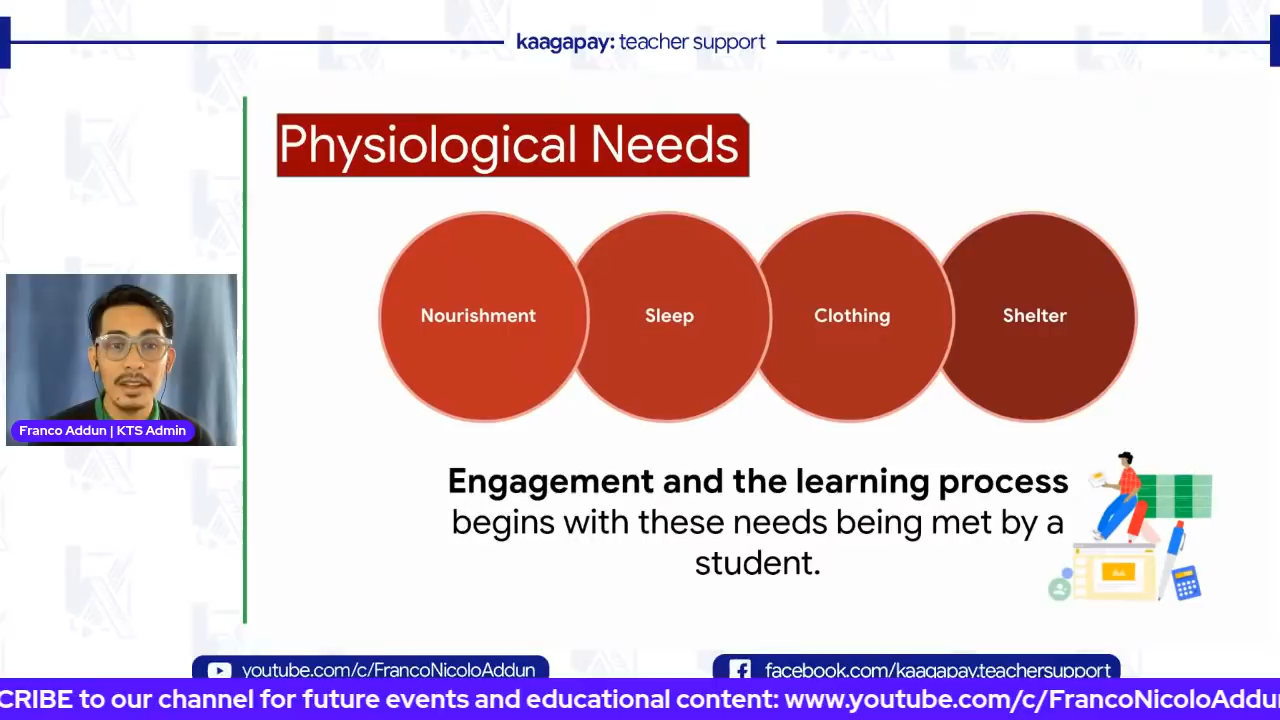 kaagapay: teacher support
Physiological Needs
Nourishment
Sleep
Clothing
Shelter
Franco Addun | KTS Admin
Engagement and the learning process
begins with these needs being met by a
student.
youtube.com/c/FrancoNicoloAddun
facebook.com/kaagapay.teachersupport
CRIBE to our channel for future events and educational content: www.youtube.com/c/FrancoNicoloAddu